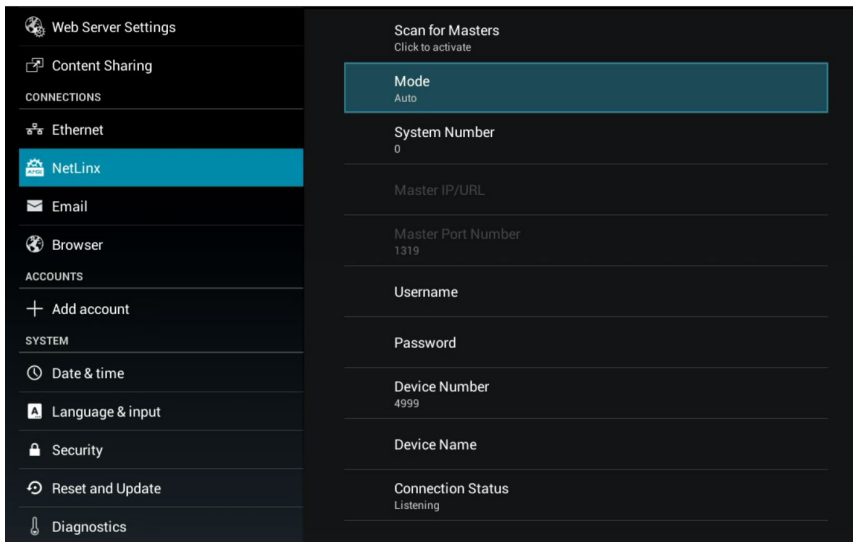 Web Server Settings
Content Sharing
CONNECTIONS
Ethernet
NetLinx
Email
Browser
ACCOUNTS
Add account
SYSTEM
Date & time
Language & input
Security
Reset and Update
Diagnostics
Scan for Masters
Click to activate
Mode
Auto
System Number
0
Master IP/URL
Master Port Number
1319
Username
Password
Device Number
4999
Device Name
Connection Status
Listening